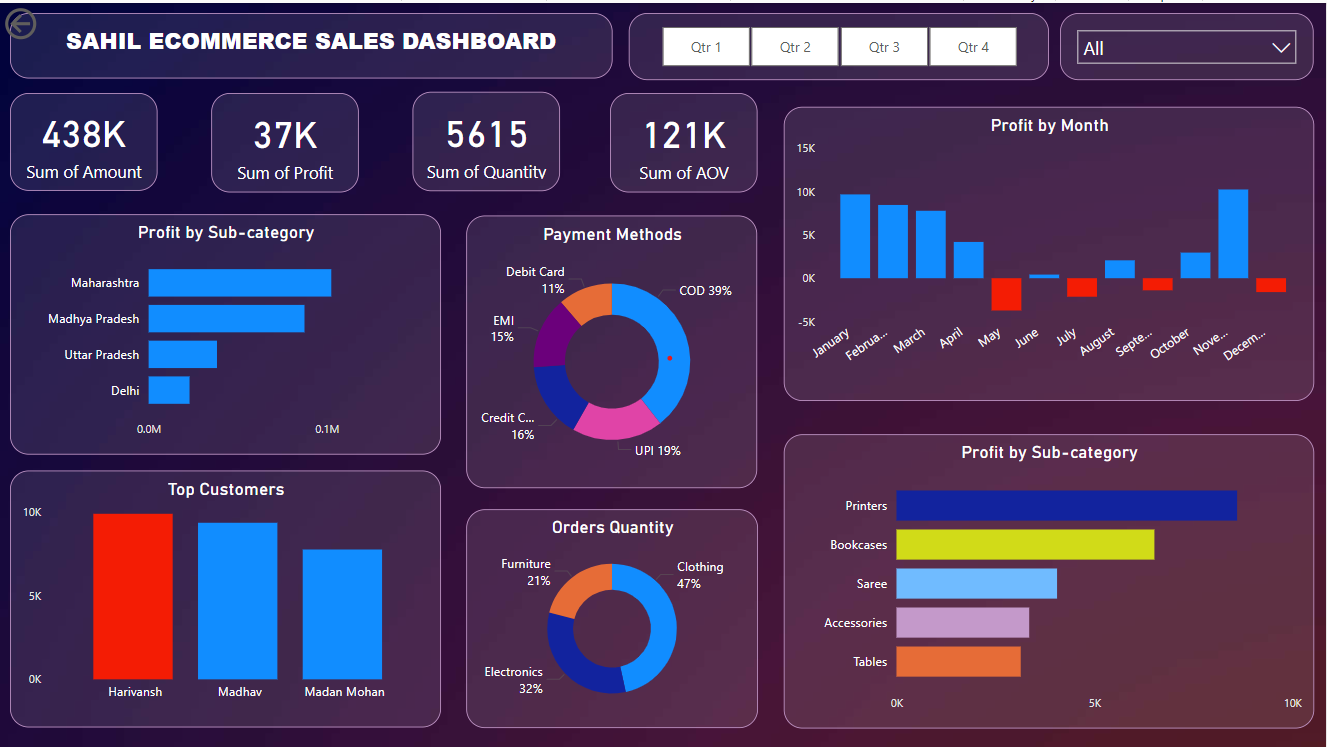 SAHIL ECOMMERCE SALES DASHBOARD
Qtr 1
Qtr 2
Qtr 3
Qtr 4
All
438K
Sum of Amount
37K
Sum of Profit
5615
Sum of Quantity
121K
Sum of AOV
Profit by Month
15K
10K
5K
0K
-5K
January
Februa...
March
April
May
June
July
August
Septe...
October
Nove...
Decem...
Profit by Sub-category
Maharashtra
Madhya Pradesh
Uttar Pradesh
Delhi
0.0M
0.1M
Payment Methods
Debit Card
11%
COD 39%
EMI
15%
Credit C...
16%
UPI 19%
Profit by Sub-category
Printers
Bookcases
Saree
Accessories
Tables
0K
5K
10K
Top Customers
10K
5K
0K
Harivansh
Madhav
Madan Mohan
Orders Quantity
Furniture
21%
Clothing
47%
Electronics
32%